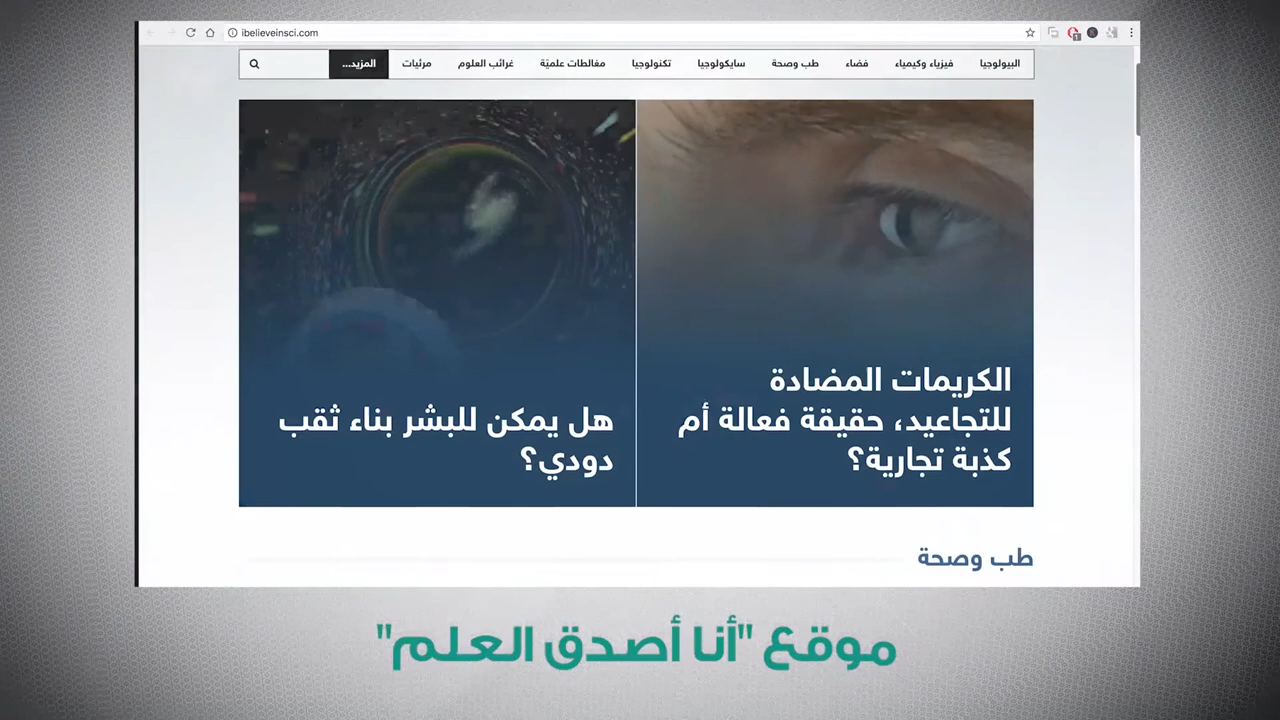 ibelieveinsci.com
البيولوجيا فيزياء وكيمياء فضاء طب وصحة سايكولوجيا تكنولوجيا مغالطات علميّة غرائب العلوم مرئيات المزيد...
الكريمات المضادة
للتجاعيد، حقيقة فعالة أم
كذبة تجارية؟
هل يمكن للبشر بناء ثقب
دودي؟
طب وصحة
موقع "أنا أصدق العلم"